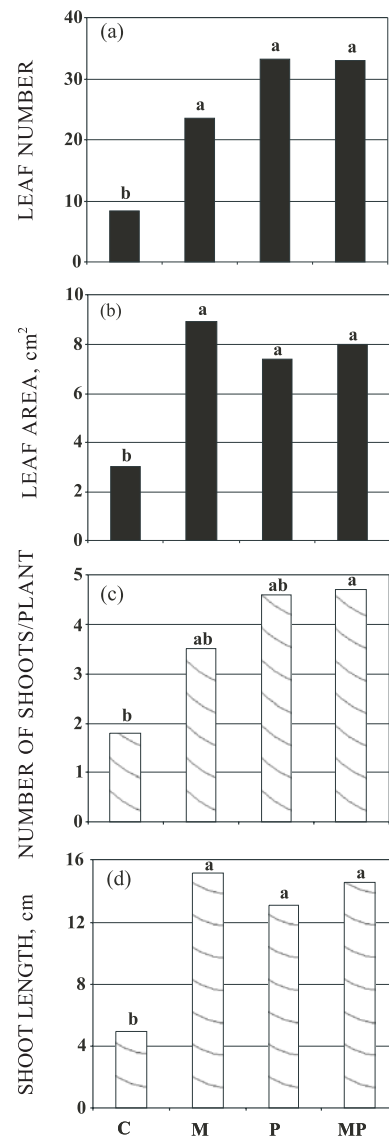 (a)
LEAF NUMBER
40
30
20
10
0
b
a
a
a
(b)
LEAF AREA, cm²
10
8
6
4
2
0
b
a
a
a
(c)
NUMBER OF SHOOTS/PLANT
5
4
3
2
1
0
b
ab
ab
a
(d)
SHOOT LENGTH, cm
16
12
8
4
0
b
a
a
a
C M P MP